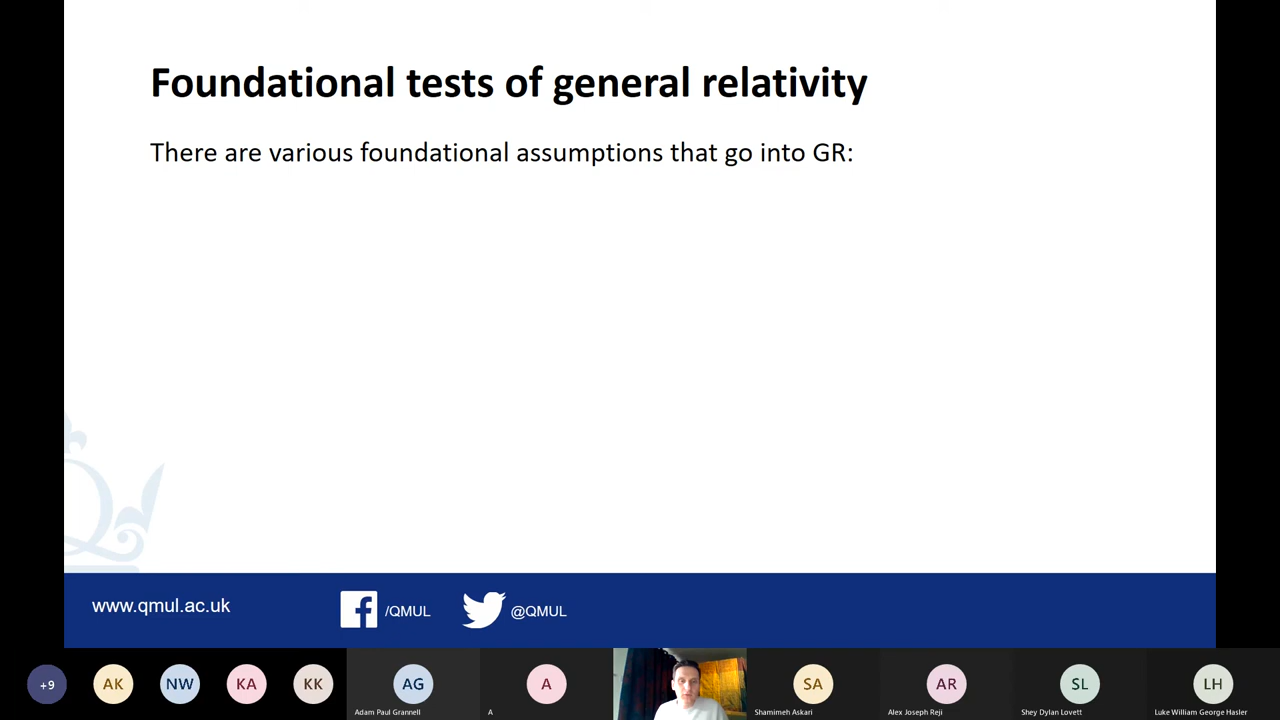 Foundational tests of general relativity
There are various foundational assumptions that go into GR:
www.qmul.ac.uk
/QMUL
@QMUL
+9
AK
NW
KA
KK
AG
A
SA
AR
SL
LH
Adam Paul Grannell
A
Shamimeh Askari
Alex Joseph Reji
Shey Dylan Lovett
Luke William George Hasler